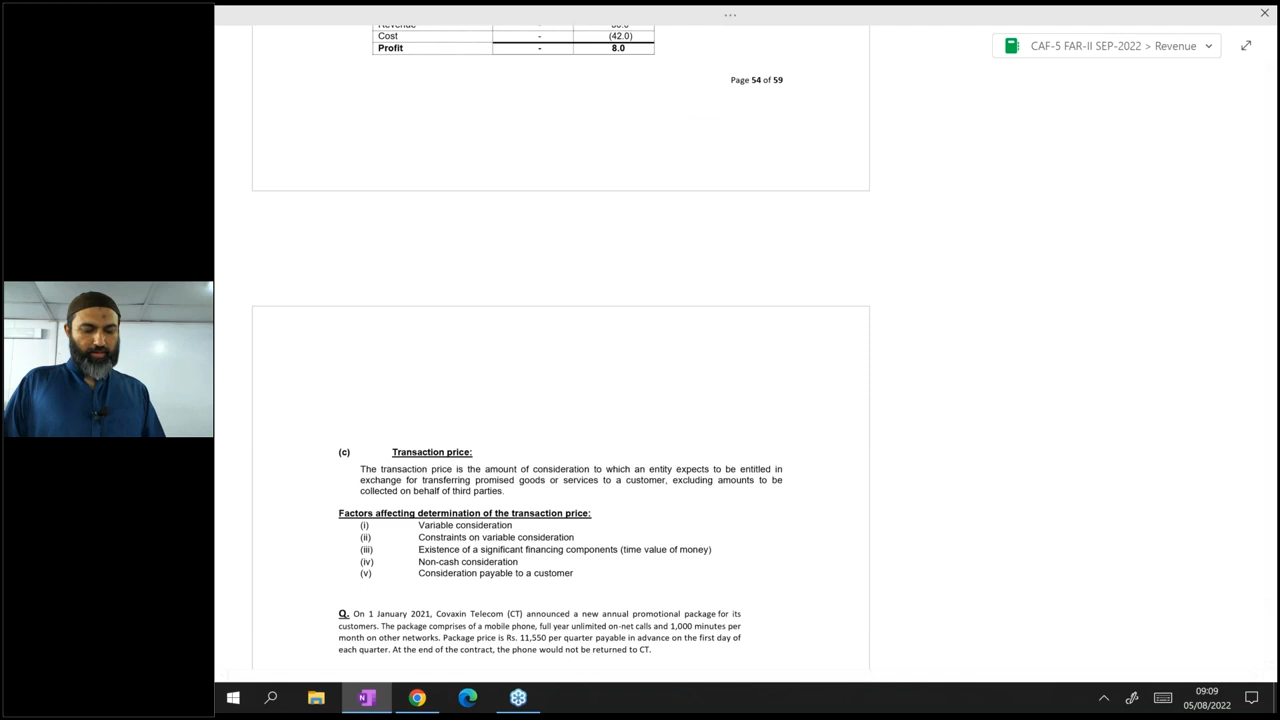 CAF-5 FAR-II SEP-2022 > Revenue
Revenue
Cost - (42.0)
Profit - 8.0
Page 54 of 59
(c) Transaction price:
The transaction price is the amount of consideration to which an entity expects to be entitled in
exchange for transferring promised goods or services to a customer, excluding amounts to be
collected on behalf of third parties.
Factors affecting determination of the transaction price:
(i) Variable consideration
(ii) Constraints on variable consideration
(iii) Existence of a significant financing components (time value of money)
(iv) Non-cash consideration
(v) Consideration payable to a customer
Q. On 1 January 2021, Covaxin Telecom (CT) announced a new annual promotional package for its
customers. The package comprises of a mobile phone, full year unlimited on-net calls and 1,000 minutes per
month on other networks. Package price is Rs. 11,550 per quarter payable in advance on the first day of
each quarter. At the end of the contract, the phone would not be returned to CT.
09:09
05/08/2022